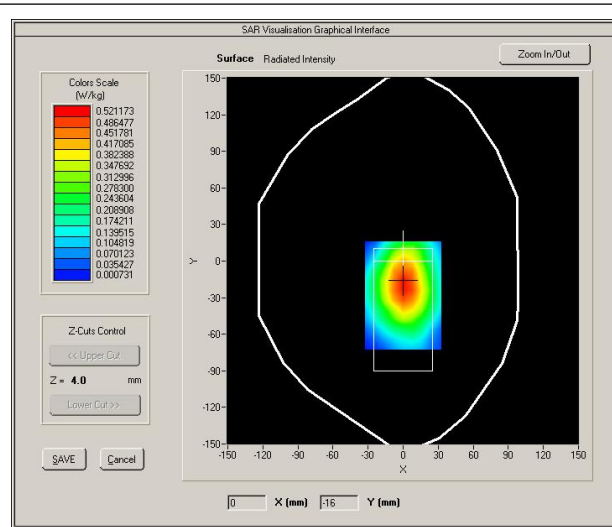 SAR Visualisation Graphical Interface
Surface Radiated Intensity
Zoom In/Out
Colors Scale
(W/kg)
0.521173
0.486477
0.451781
0.417085
0.382388
0.347692
0.312996
0.278300
0.243604
0.208908
0.174211
0.139515
0.104819
0.070123
0.035427
0.000731
Z-Cuts Control
<< Upper Cut
Z = 4.0 mm
Lower Cut >>
SAVE Cancel
150-
120-
90-
60-
30-
0-
-30-
-60-
-90-
-120-
-150-
Y
-150 -120 -90 -60 -30 0 30 60 90 120 150
X
0 X (mm) -16 Y (mm)